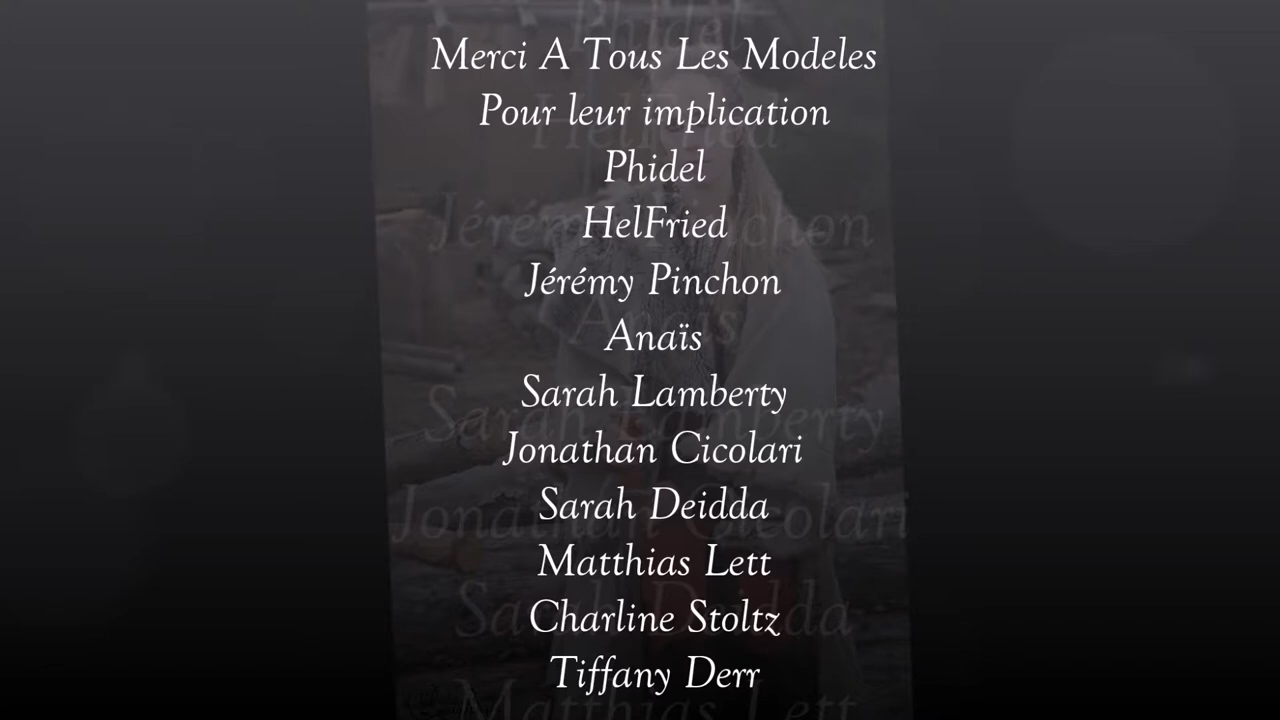 Merci A Tous Les Modeles
Pour leur implication
Phidel
HelFried
Jérémy Pinchon
Anaïs
Sarah Lamberty
Jonathan Cicolari
Sarah Deidda
Matthias Lett
Charline Stoltz
Tiffany Derr